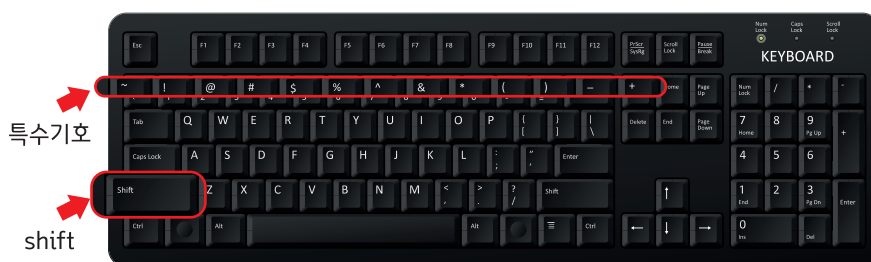 Num Lock Caps Lock Scroll Lock
Esc F1 F2 F3 F4 F5 F6 F7 F8 F9 F10 F11 F12 PrtScr SysRq Scroll Lock Pause Break
KEYBOARD
~ ! @ # $ % ^ & * ( ) – + Home Page Up Num Lock / * -
특수기호
Tab Q W E R T Y U I O P { [ } ] | \ Delete End Page Down 7 Home 8 9 Pg Up +
Caps Lock A S D F G H J K L : ; " , Enter 4 5 6
Shift Z X C V B N M < , > . ? / Shift ↑ 1 End 2 3 Pg Dn Enter
shift
Ctrl Alt Alt Ctrl ← ↓ → 0 Ins Del